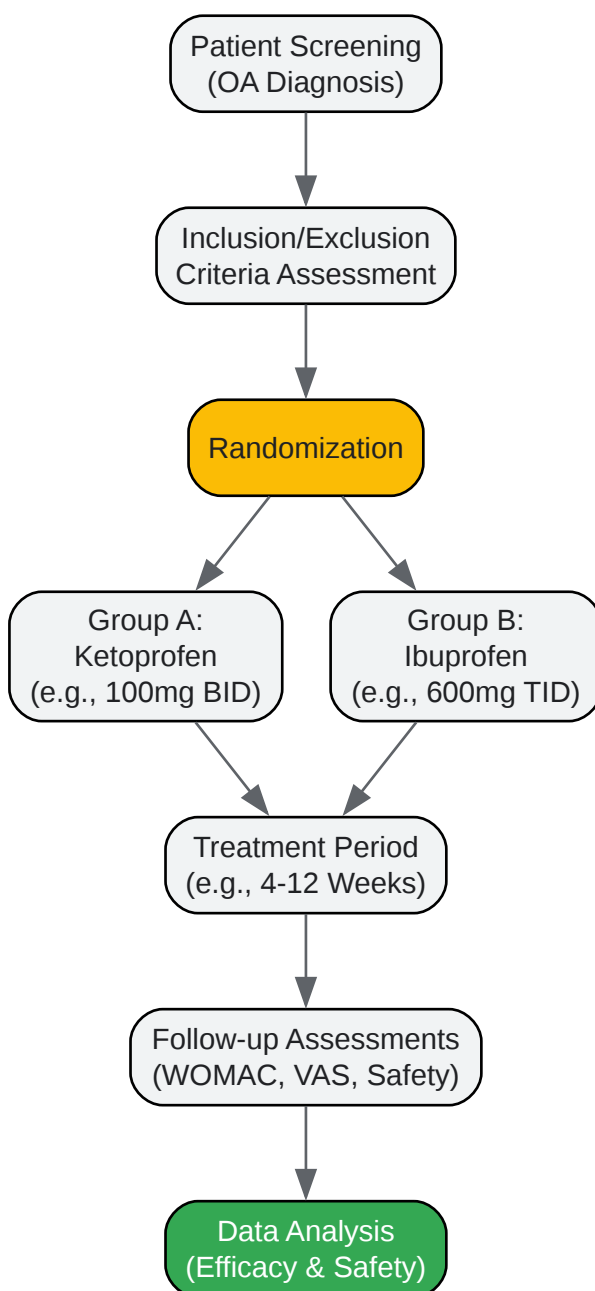 Patient Screening
(OA Diagnosis)
Inclusion/Exclusion
Criteria Assessment
Randomization
Group A:
Ketoprofen
(e.g., 100mg BID)
Group B:
Ibuprofen
(e.g., 600mg TID)
Treatment Period
(e.g., 4-12 Weeks)
Follow-up Assessments
(WOMAC, VAS, Safety)
Data Analysis
(Efficacy & Safety)